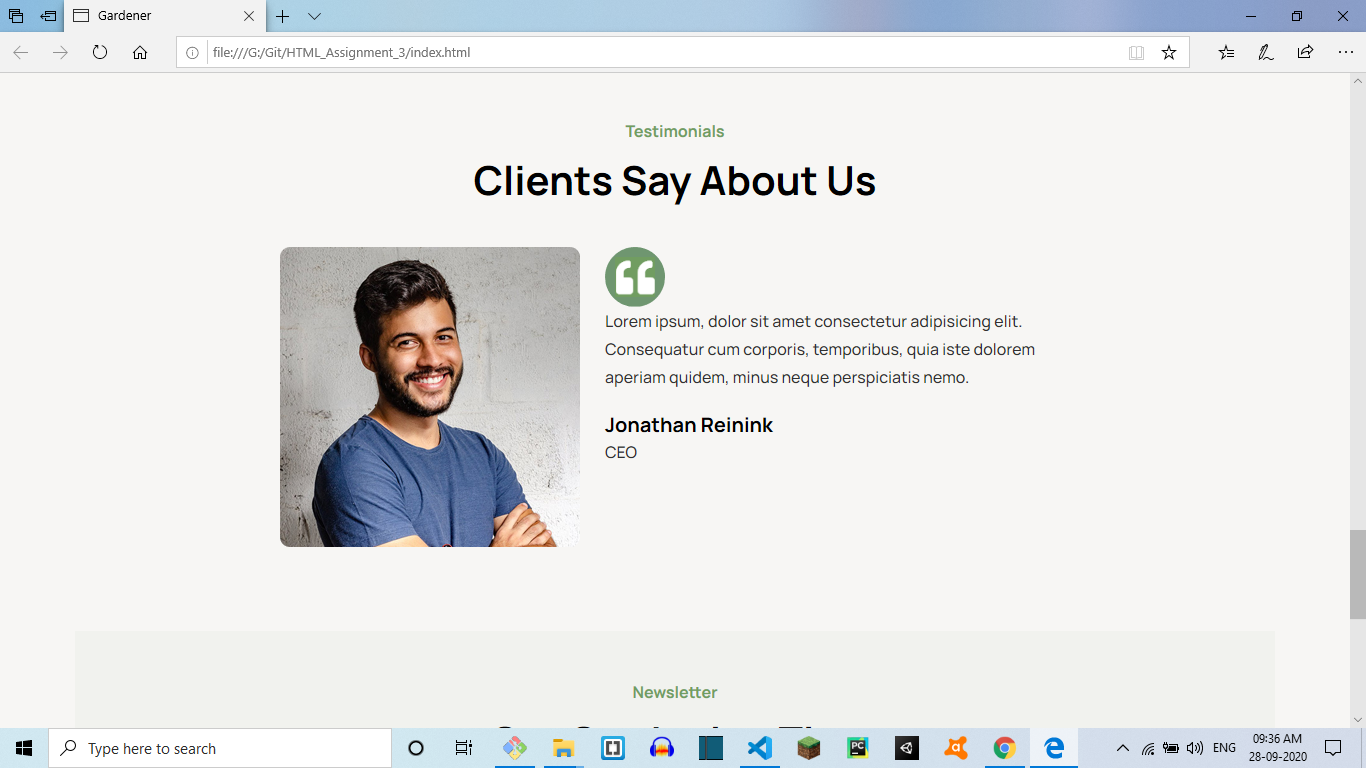 Gardener
file:///G:/Git/HTML_Assignment_3/index.html
Testimonials
Clients Say About Us
Lorem ipsum, dolor sit amet consectetur adipisicing elit.
Consequatur cum corporis, temporibus, quia iste dolorem
aperiam quidem, minus neque perspiciatis nemo.
Jonathan Reinink
CEO
Newsletter
Type here to search
PC
ENG
09:36 AM
28-09-2020